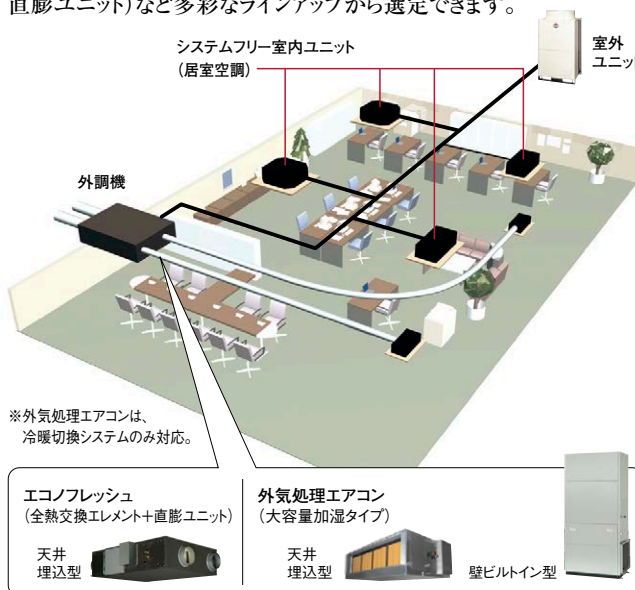 直膨ユニット)など多彩なラインアップから選定できます。
システムフリー室内ユニット
(居室空調)
室外
ユニット
外調機
※外気処理エアコンは、
冷暖切換システムのみ対応。
エコノフレッシュ
(全熱交換エレメント+直膨ユニット)
天井
埋込型
外気処理エアコン
(大容量加湿タイプ)
天井
埋込型
壁ビルトイン型